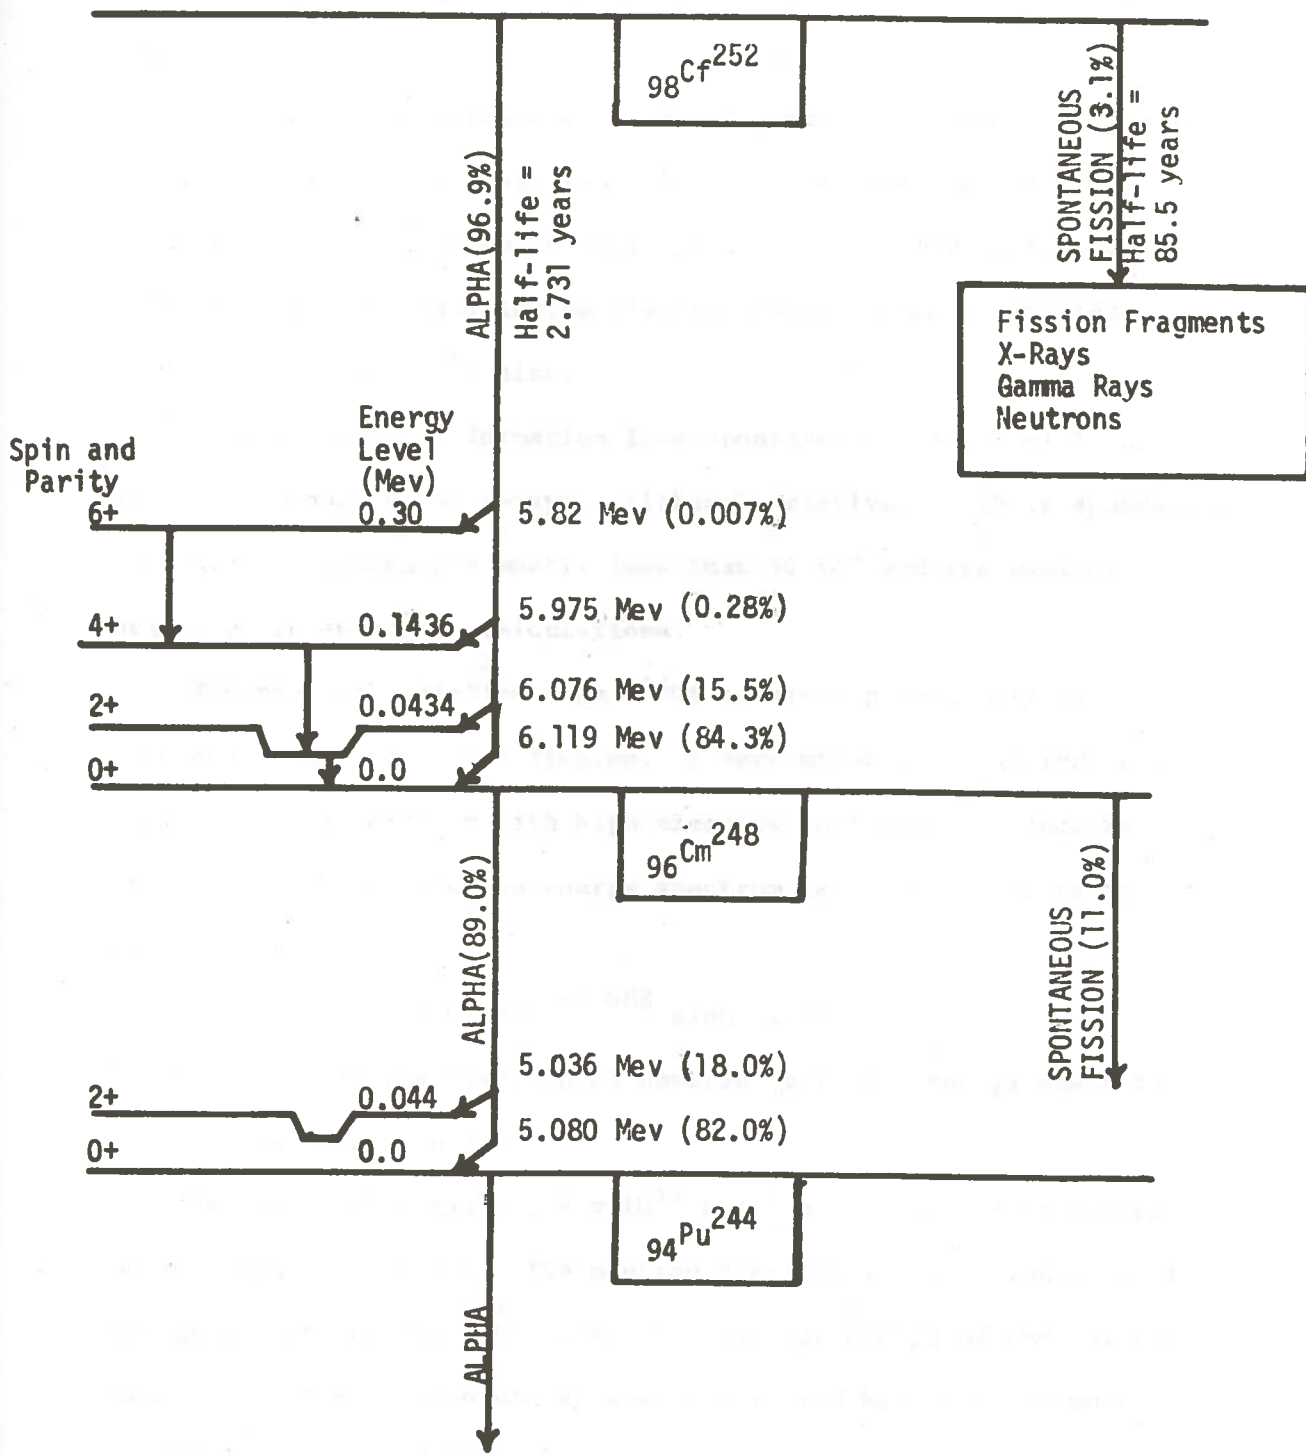 98Cf252
ALPHA(96.9%)
Half-life =
2.731 years
SPONTANEOUS
FISSION (3.1%)
Half-life =
85.5 years
Fission Fragments
X-Rays
Gamma Rays
Neutrons
Spin and
Parity
Energy
Level
(Mev)
6+ 0.30 5.82 Mev (0.007%)
4+ 0.1436 5.975 Mev (0.28%)
2+ 0.0434 6.076 Mev (15.5%)
6.119 Mev (84.3%)
0+ 0.0
96Cm248
ALPHA(89.0%)
SPONTANEOUS
FISSION (11.0%)
5.036 Mev (18.0%)
2+ 0.044
5.080 Mev (82.0%)
0+ 0.0
94Pu244
ALPHA